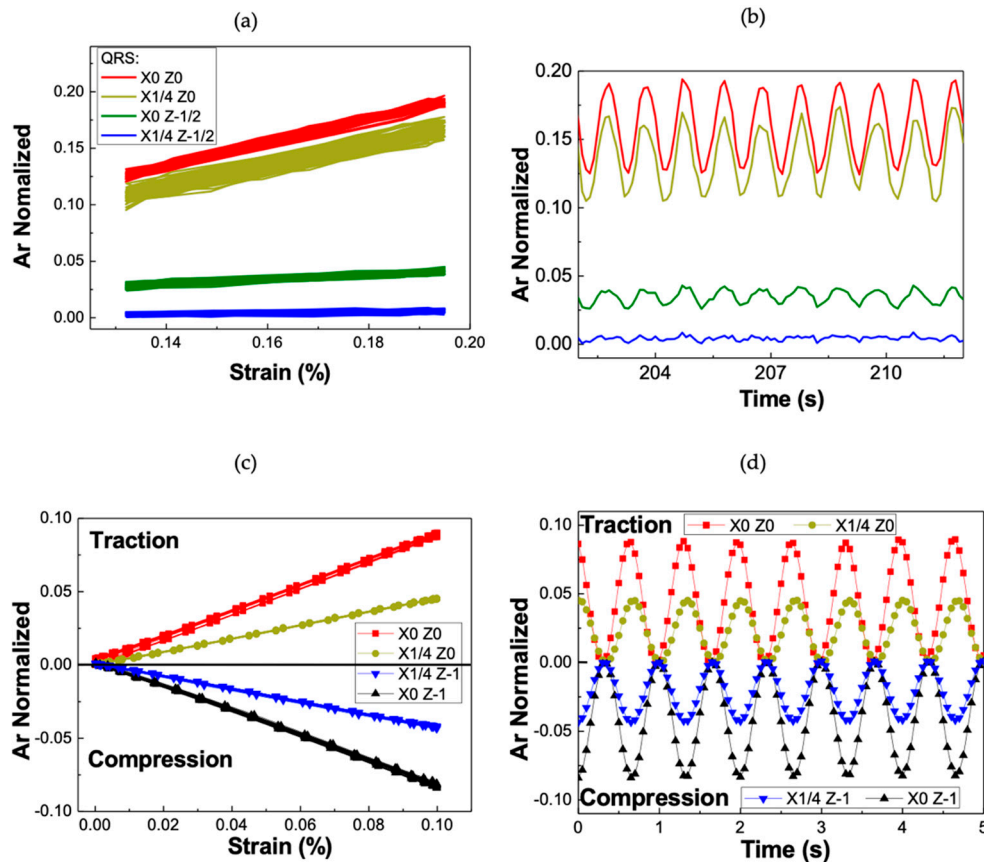 (a)
QRS:
X0 Z0
X1/4 Z0
X0 Z-1/2
X1/4 Z-1/2
0.20
0.15
0.10
0.05
0.00
Ar Nomalized
0.14 0.16 0.18 0.20
Strain (%)
(b)
0.20
0.15
0.10
0.05
0.00
Ar Normalized
204 207 210
Time (s)
(c)
0.10
0.05
0.00
-0.05
-0.10
Ar Normalized
Traction
X0 Z0
X1/4 Z0
X1/4 Z-1
X0 Z-1
Compression
0.00 0.02 0.04 0.06 0.08 0.10
Strain (%)
(d)
0.10
0.05
0.00
-0.05
-0.10
Ar Normalized
Traction X0 Z0 X1/4 Z0
Compression X1/4 Z-1 X0 Z-1
0 1 2 3 4 5
Time (s)